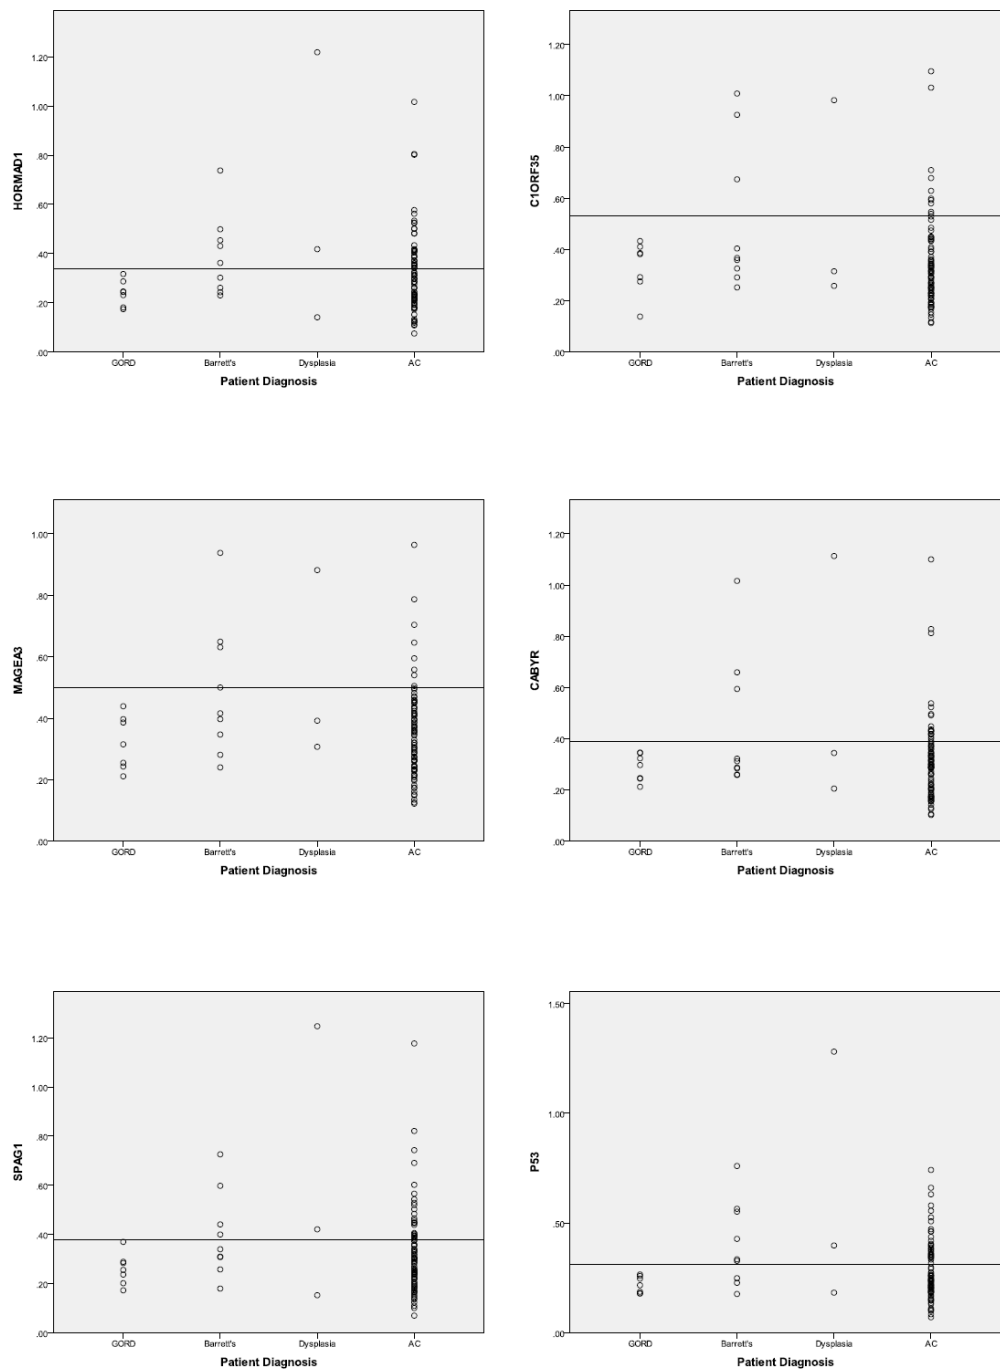 HORMAD1
1.20
1.00
.80
.60
.40
.20
.00
GORD Barrett's Dysplasia AC
Patient Diagnosis
C1ORF35
1.20
1.00
.80
.60
.40
.20
.00
GORD Barrett's Dysplasia AC
Patient Diagnosis
MAGEA3
1.00
.80
.60
.40
.20
.00
GORD Barrett's Dysplasia AC
Patient Diagnosis
CABYR
1.20
1.00
.80
.60
.40
.20
.00
GORD Barrett's Dysplasia AC
Patient Diagnosis
SPAG1
1.20
1.00
.80
.60
.40
.20
.00
GORD Barrett's Dysplasia AC
Patient Diagnosis
P53
1.50
1.00
.50
.00
GORD Barrett's Dysplasia AC
Patient Diagnosis